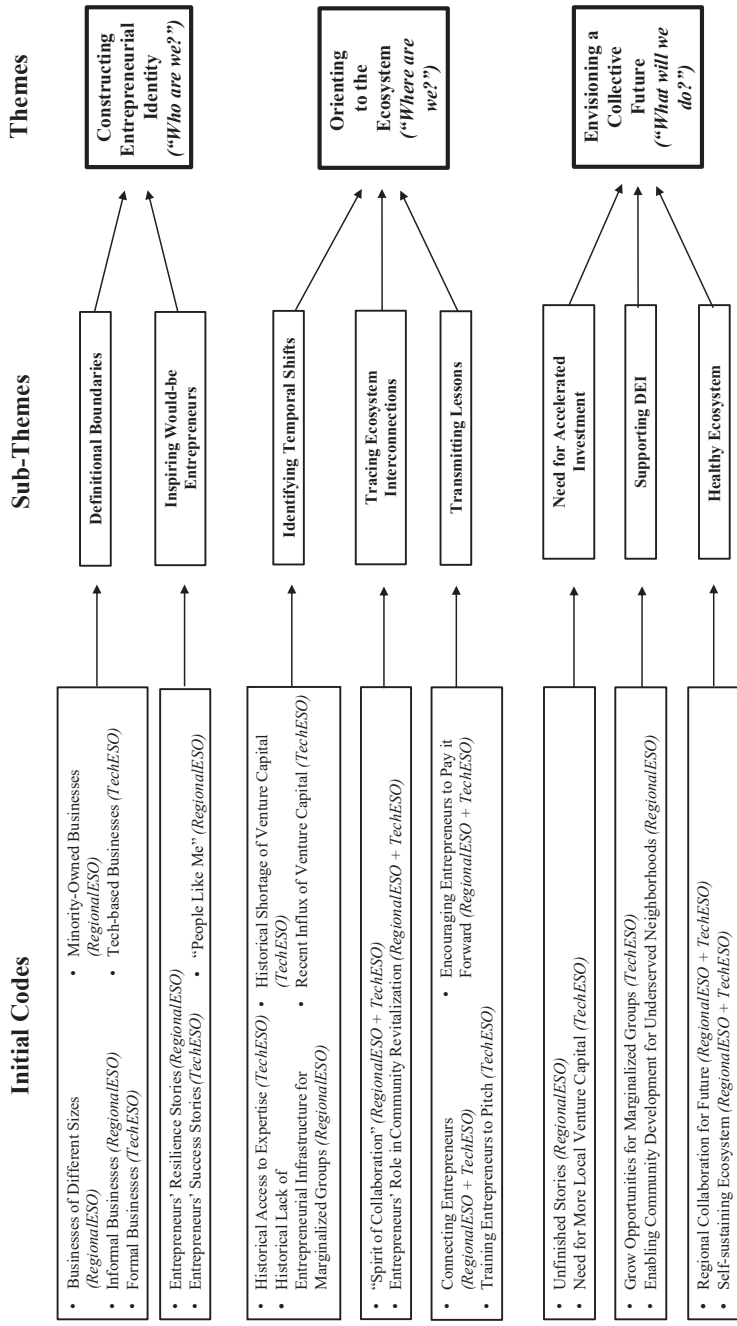 Initial Codes
Sub-Themes
Themes
• Businesses of Different Sizes
(RegionalESO)
• Informal Businesses (RegionalESO)
• Formal Businesses (TechESO)
• Minority-Owned Businesses
(RegionalESO)
• Tech-based Businesses (TechESO)
Definitional Boundaries
• Entrepreneurs’ Resilience Stories (RegionalESO)
• Entrepreneurs’ Success Stories (TechESO)
• “People Like Me” (RegionalESO)
Inspiring Would-be
Entrepreneurs
Constructing
Entrepreneurial
Identity
(“Who are we?”)
• Historical Access to Expertise (TechESO)
• Historical Lack of
Entrepreneurial Infrastructure for
Marginalized Groups (RegionalESO)
• Historical Shortage of Venture Capital
(TechESO)
• Recent Influx of Venture Capital (TechESO)
Identifying Temporal Shifts
• “Spirit of Collaboration” (RegionalESO + TechESO)
• Entrepreneurs’ Role in Community Revitalization (RegionalESO + TechESO)
Tracing Ecosystem
Interconnections
• Connecting Entrepreneurs
(RegionalESO + TechESO)
• Training Entrepreneurs to Pitch (TechESO)
• Encouraging Entrepreneurs to Pay it
Forward (RegionalESO + TechESO)
Transmitting Lessons
Orienting
to the
Ecosystem
(“Where are
we?”)
• Unfinished Stories (RegionalESO)
• Need for More Local Venture Capital (TechESO)
Need for Accelerated
Investment
• Grow Opportunities for Marginalized Groups (TechESO)
• Enabling Community Development for Underserved Neighborhoods (RegionalESO)
Supporting DEI
• Regional Collaboration for Future (RegionalESO + TechESO)
• Self-sustaining Ecosystem (RegionalESO + TechESO)
Healthy Ecosystem
Envisioning a
Collective
Future
(“What will we
do?”)